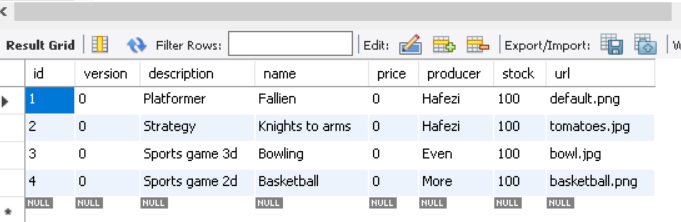 Result Grid Filter Rows: Edit: Export/Import:
id version description name price producer stock url
1 0 Platformer Fallien 0 Hafezi 100 default.png
2 0 Strategy Knights to arms 0 Hafezi 100 tomatoes.jpg
3 0 Sports game 3d Bowling 0 Even 100 bowl.jpg
4 0 Sports game 2d Basketball 0 More 100 basketball.png
NULL NULL NULL NULL NULL NULL NULL NULL